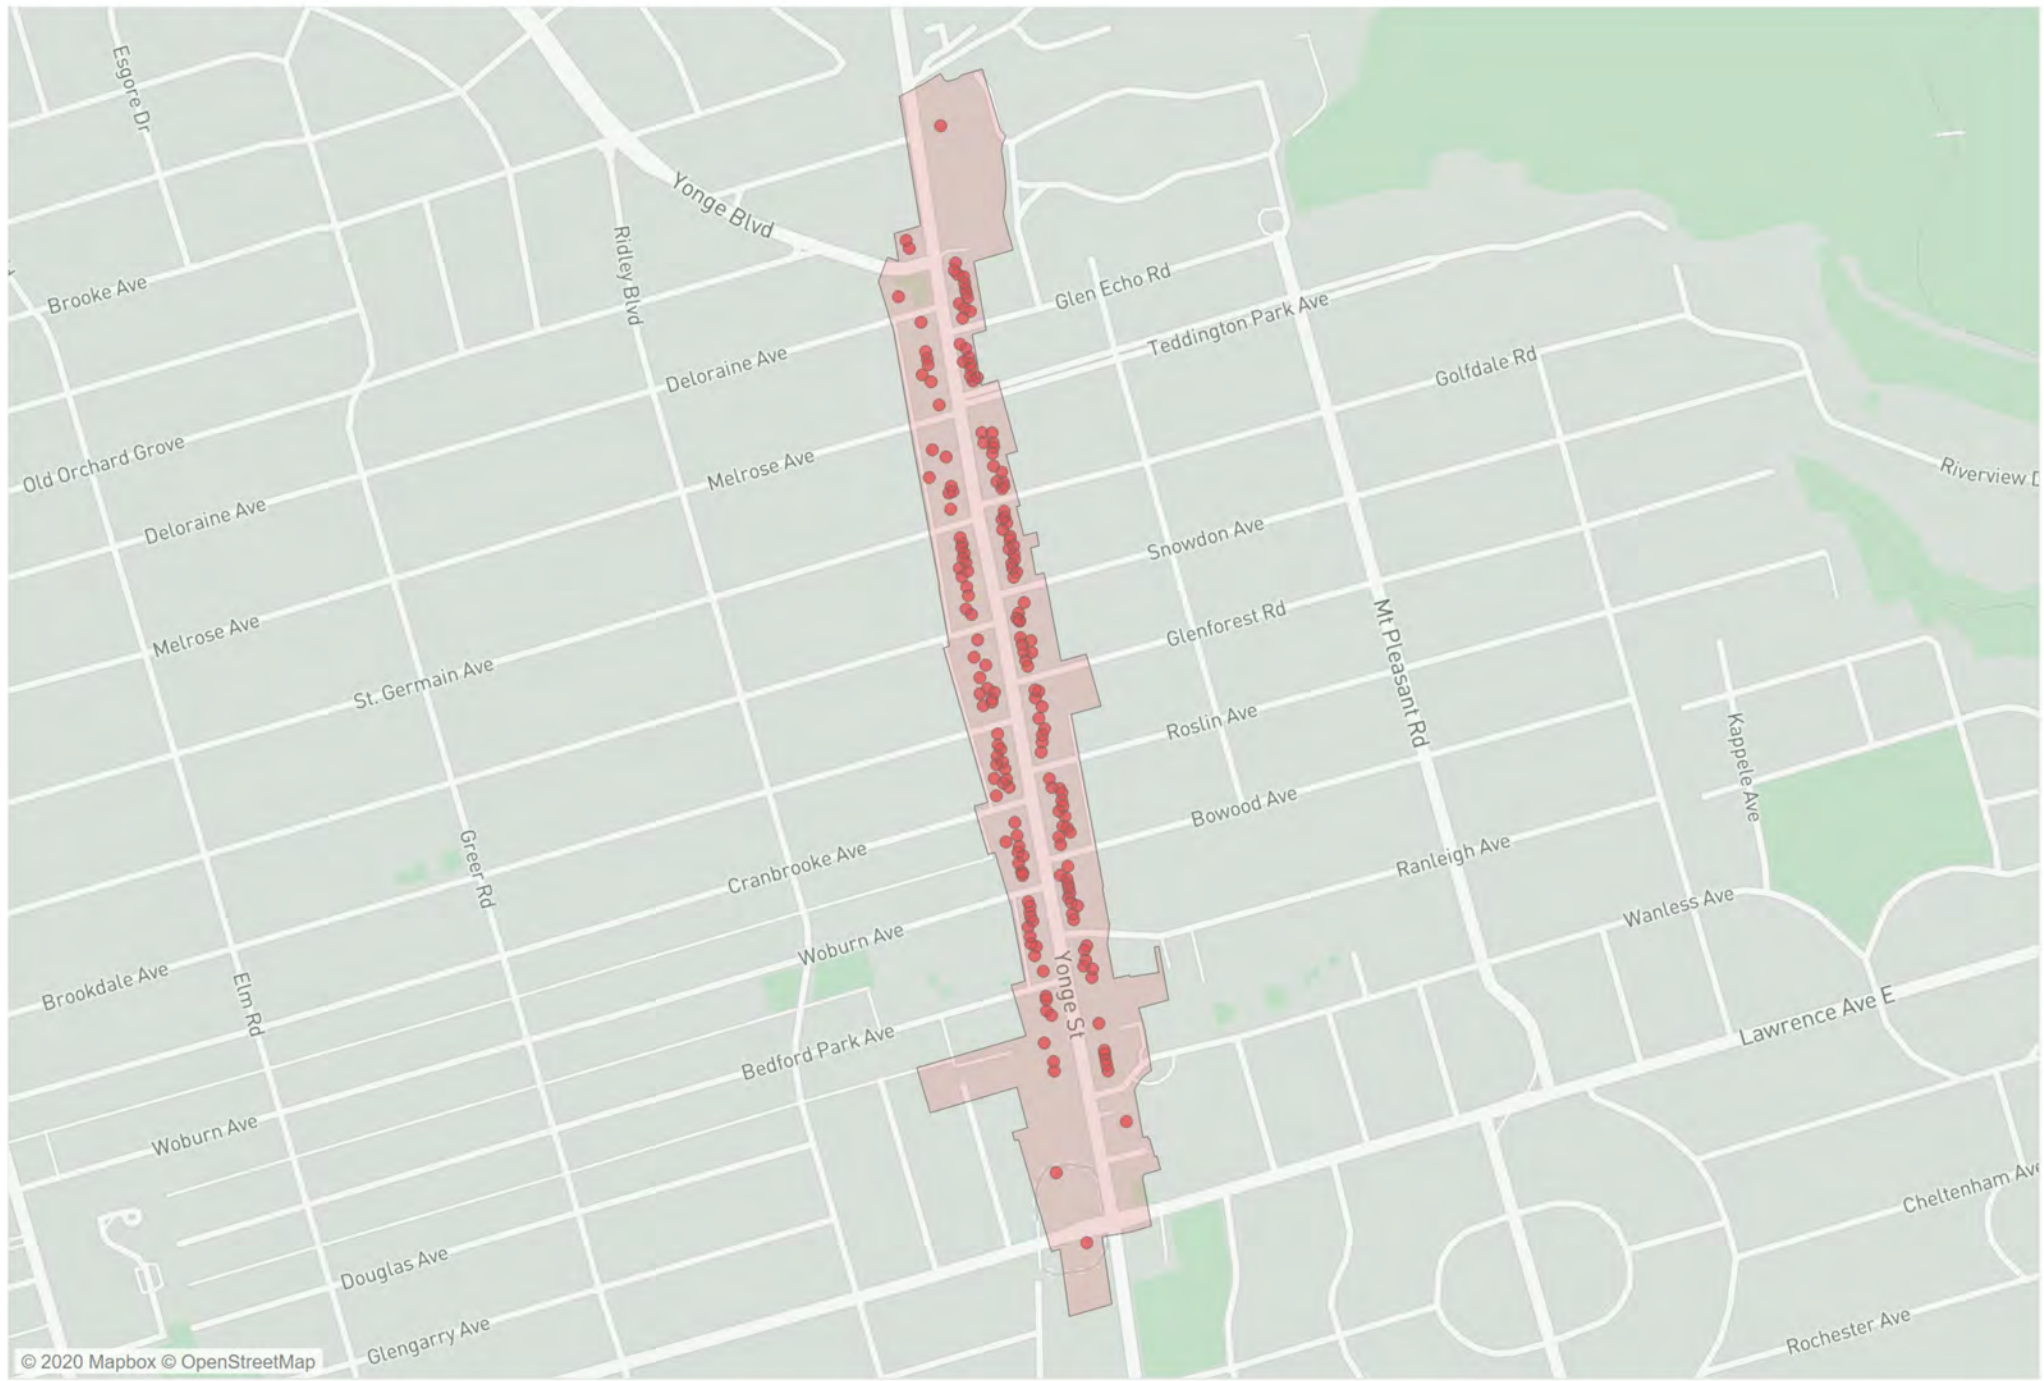 Esgore Dr
Yonge Blvd
Ridley Blvd
Brooke Ave
Glen Echo Rd
Teddington Park Ave
Deloraine Ave
Golfdale Rd
Old Orchard Grove
Melrose Ave
Riverview
Deloraine Ave
Snowdon Ave
Melrose Ave
Glenforest Rd
Mt Pleasant Rd
St. Germain Ave
Roslin Ave
Kappele Ave
Bowood Ave
Greer Rd
Cranbrooke Ave
Ranleigh Ave
Wanless Ave
Woburn Ave
Brookdale Ave
Elm Rd
Yonge St
Lawrence Ave E
Bedford Park Ave
Woburn Ave
Cheltenham Ave
Douglas Ave
Glengarry Ave
Rochester Ave
© 2020 Mapbox © OpenStreetMap